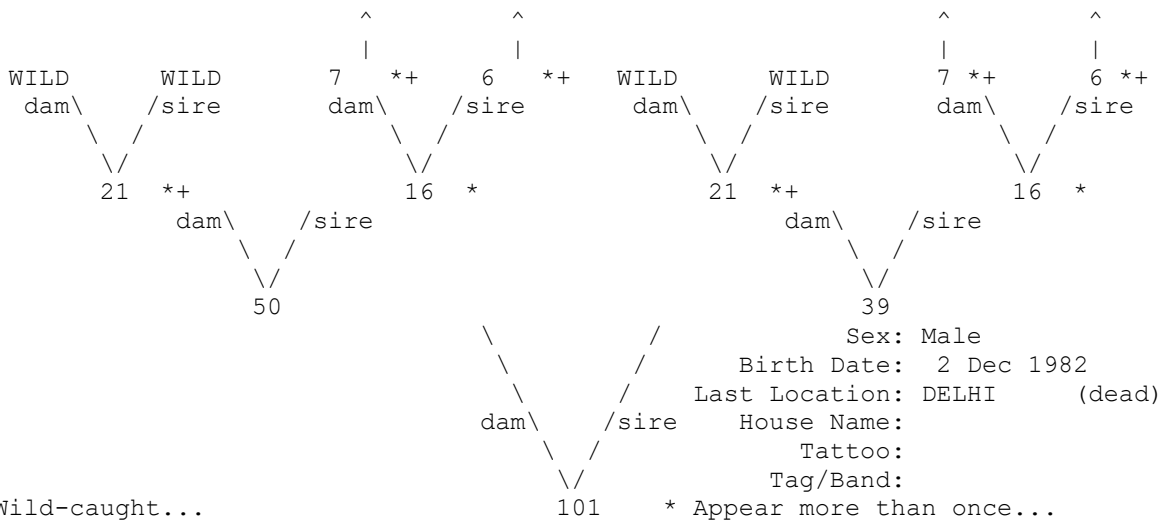 ^ ^ ^ ^
| | | |
WILD WILD 7 *+ 6 *+ WILD WILD 7 *+ 6 *+
dam\ /sire dam\ /sire dam\ /sire dam\ /sire
\ / \ / \ / \ /
\/ \/ \/ \/
21 *+ 16 * 21 *+ 16 *
dam\ /sire dam\ /sire
\ / \ /
\/ \/
50 39
\ / Sex: Male
\ / Birth Date: 2 Dec 1982
\ / Last Location: DELHI (dead)
dam\ /sire House Name:
\ / Tattoo:
\/ Tag/Band:
Wild-caught... 101 * Appear more than once...